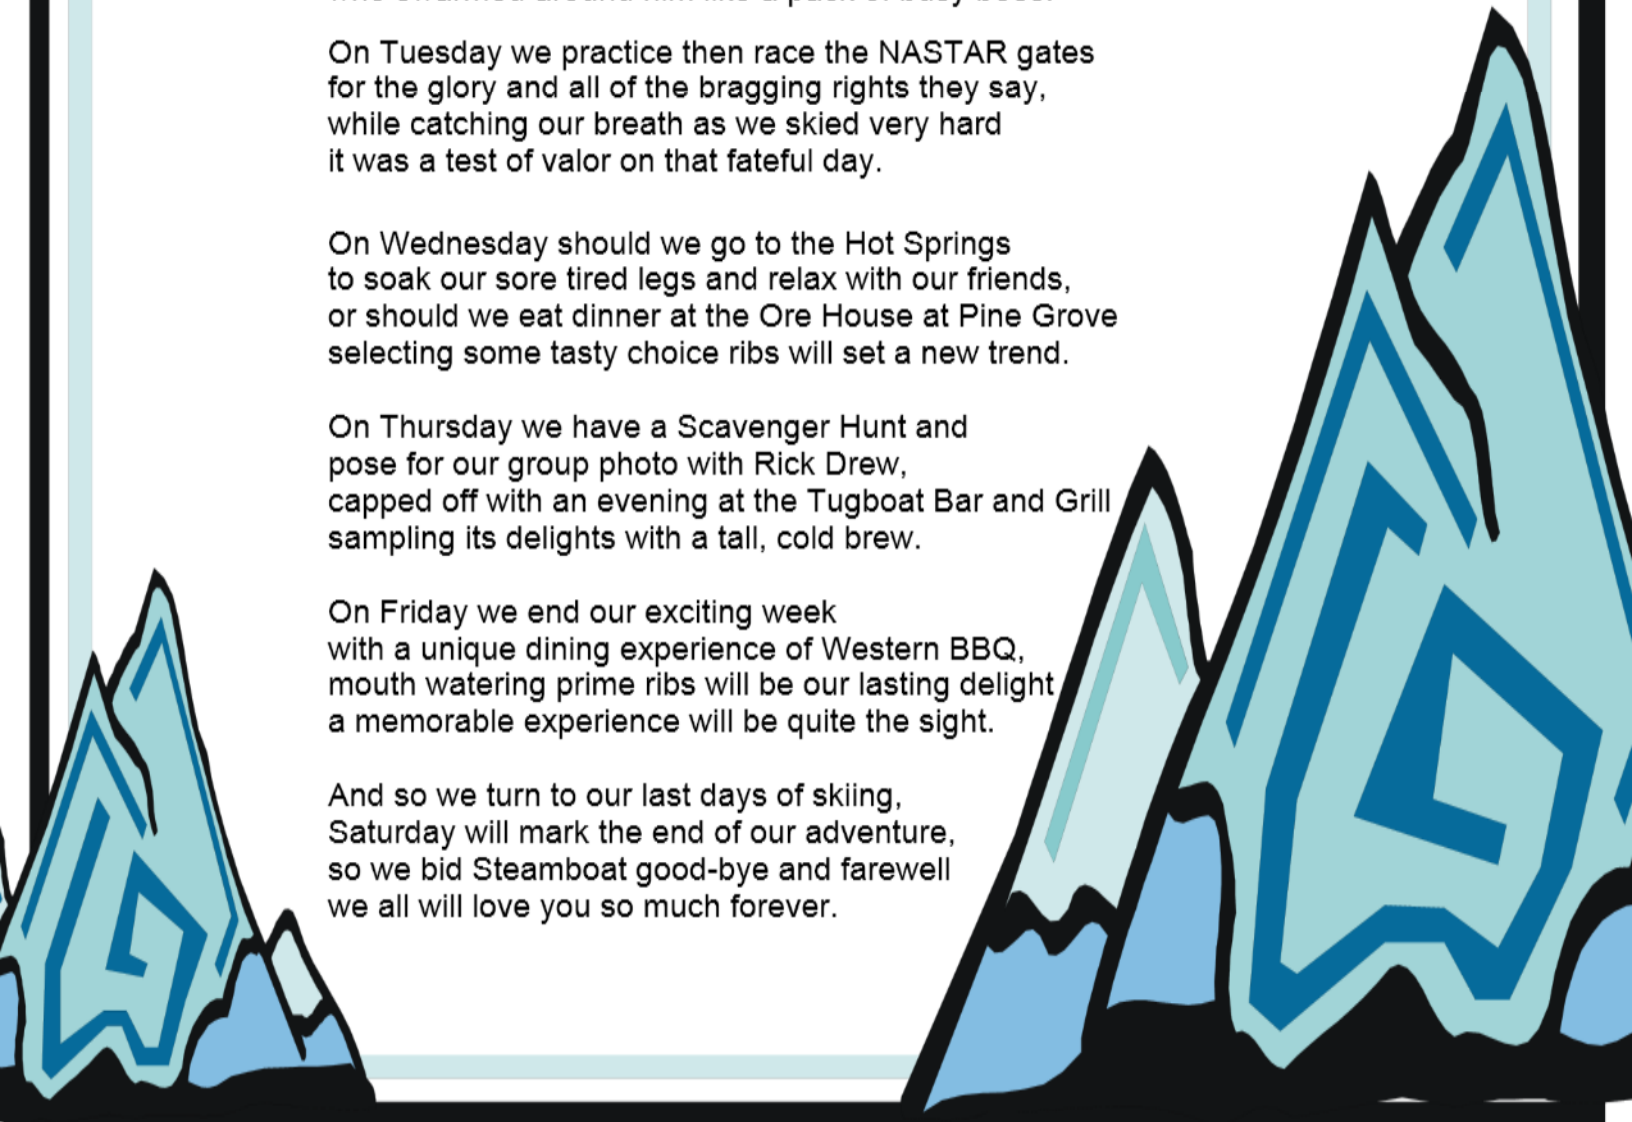 On Tuesday we practice then race the NASTAR gates
for the glory and all of the bragging rights they say,
while catching our breath as we skied very hard
it was a test of valor on that fateful day.
On Wednesday should we go to the Hot Springs
to soak our sore tired legs and relax with our friends,
or should we eat dinner at the Ore House at Pine Grove
selecting some tasty choice ribs will set a new trend.
On Thursday we have a Scavenger Hunt and
pose for our group photo with Rick Drew,
capped off with an evening at the Tugboat Bar and Grill
sampling its delights with a tall, cold brew.
On Friday we end our exciting week
with a unique dining experience of Western BBQ,
mouth watering prime ribs will be our lasting delight
a memorable experience will be quite the sight.
And so we turn to our last days of skiing,
Saturday will mark the end of our adventure,
so we bid Steamboat good-bye and farewell
we all will love you so much forever.